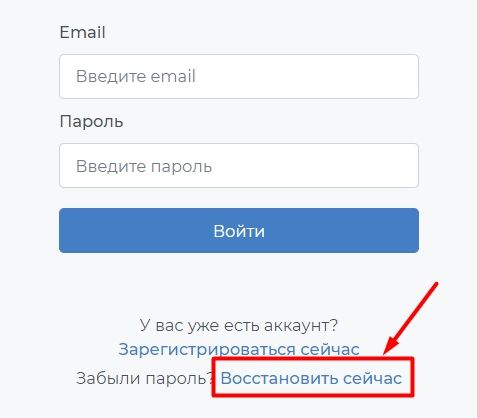 Email
Введите email
Пароль
Введите пароль
Войти
У вас уже есть аккаунт?
Зарегистрироваться сейчас
Забыли пароль? Восстановить сейчас